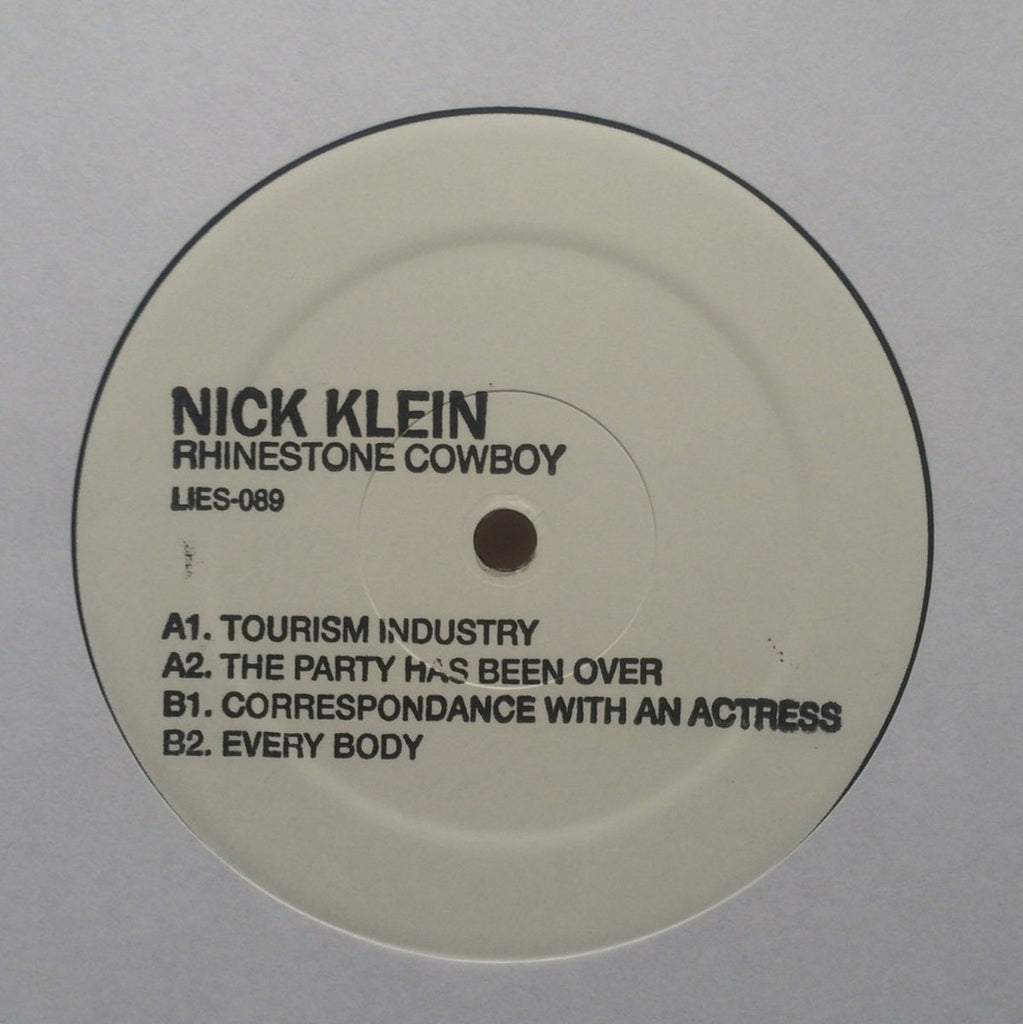 NICK KLEIN
RHINESTONE COWBOY
LIES-089
A1. TOURISM INDUSTRY
A2. THE PARTY HAS BEEN OVER
B1. CORRESPONDANCE WITH AN ACTRESS
B2. EVERY BODY